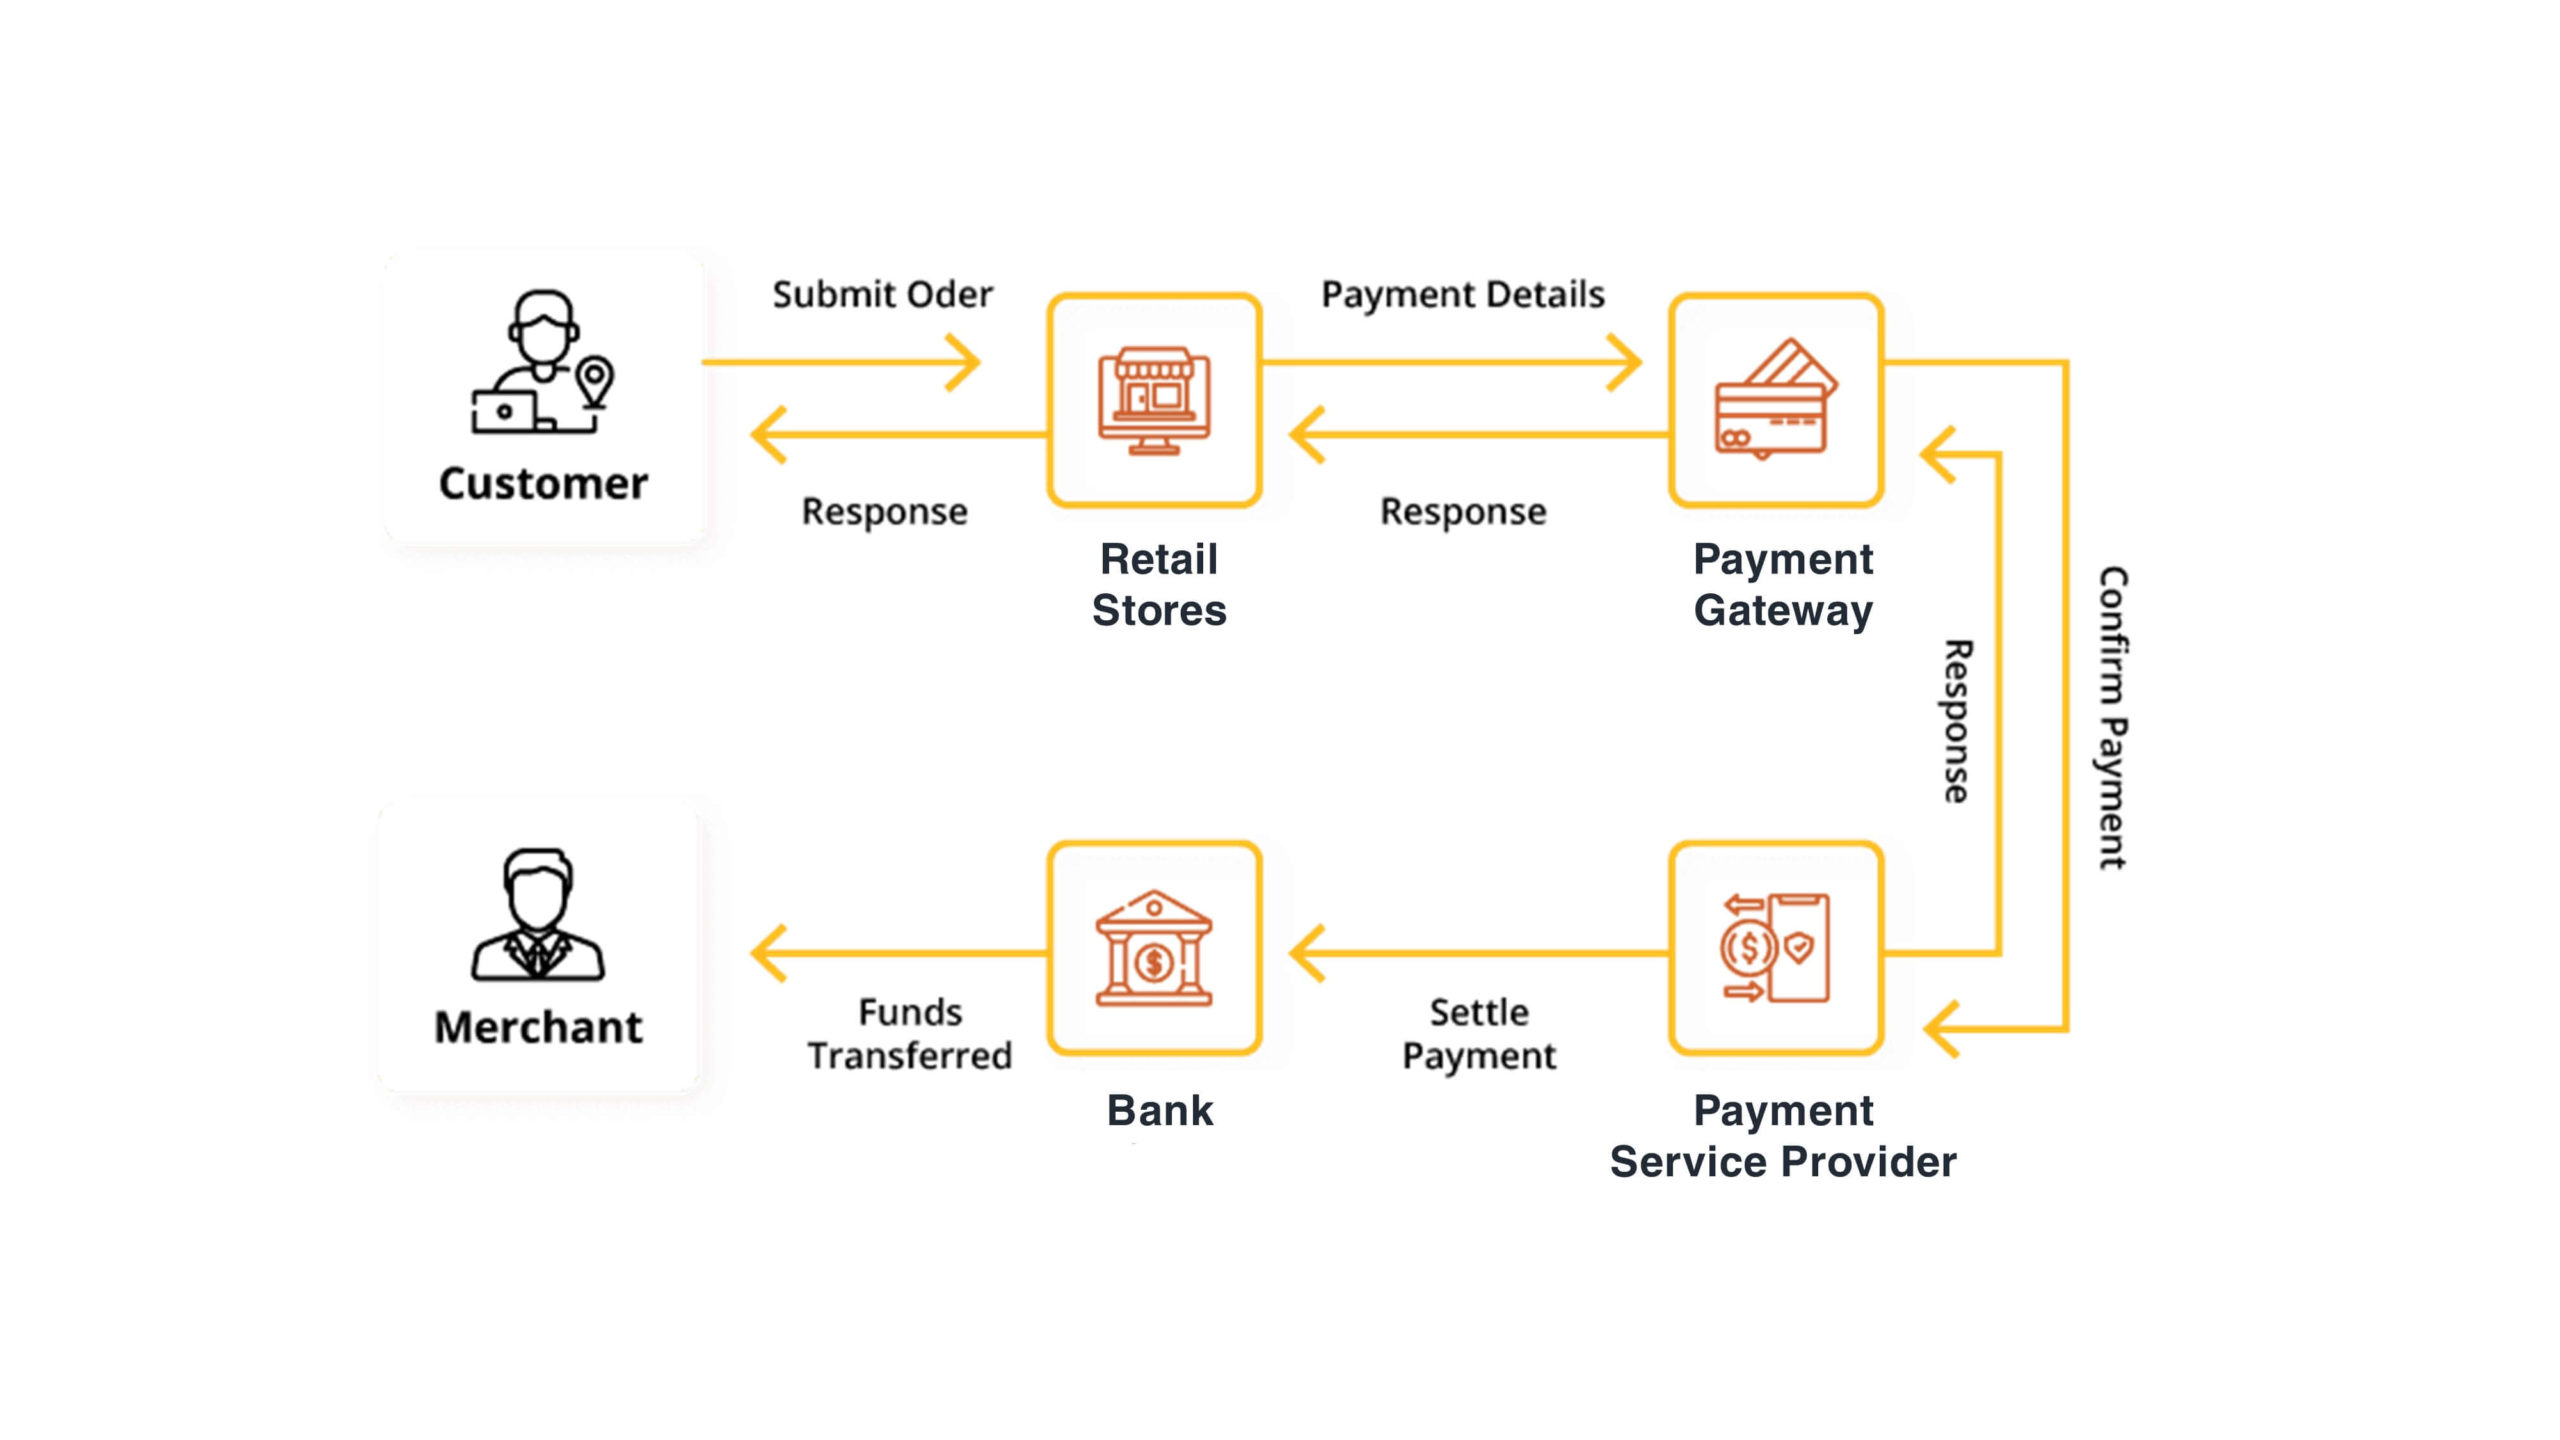 Submit Oder
Payment Details
Customer
Response
Response
Retail
Stores
Payment
Gateway
Response
Confirm Payment
Merchant
Funds
Transferred
Settle
Payment
Bank
Payment
Service Provider